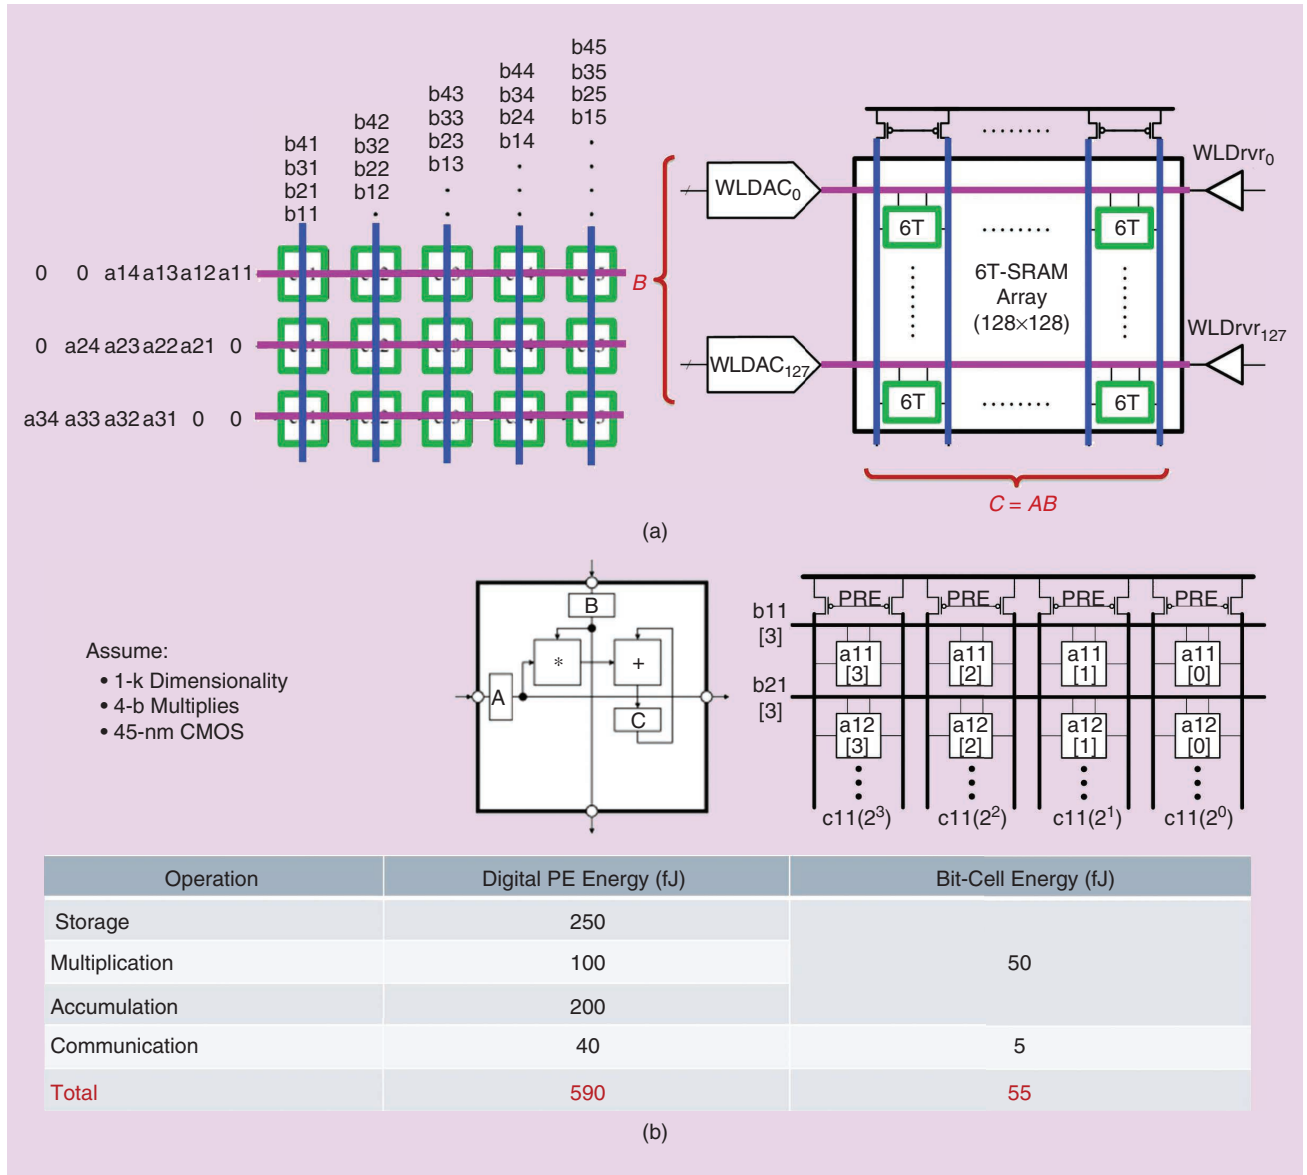 b45
b35
b25
b15
b44
b34
b24
b14
b43
b33
b23
b13
b42
b32
b22
b12
b41
b31
b21
b11
0 0 a14 a13 a12 a11
0 a24 a23 a22 a21 0
a34 a33 a32 a31 0 0
B
WLDAC0
WLDAC127
WLDrvr0
WLDrvr127
6T
6T
6T
6T
6T-SRAM
Array
(128×128)
C = AB
(a)
Assume:
• 1-k Dimensionality
• 4-b Multiplies
• 45-nm CMOS
B
*
+
A
C
PRE PRE PRE PRE
b11
[3]
a11 a11 a11 a11
[3] [2] [1] [0]
b21
[3]
a12 a12 a12 a12
[3] [2] [1] [0]
c11(2³) c11(2²) c11(2¹) c11(2⁰)
Operation Digital PE Energy (fJ) Bit-Cell Energy (fJ)
Storage 250
Multiplication 100 50
Accumulation 200
Communication 40 5
Total 590 55
(b)